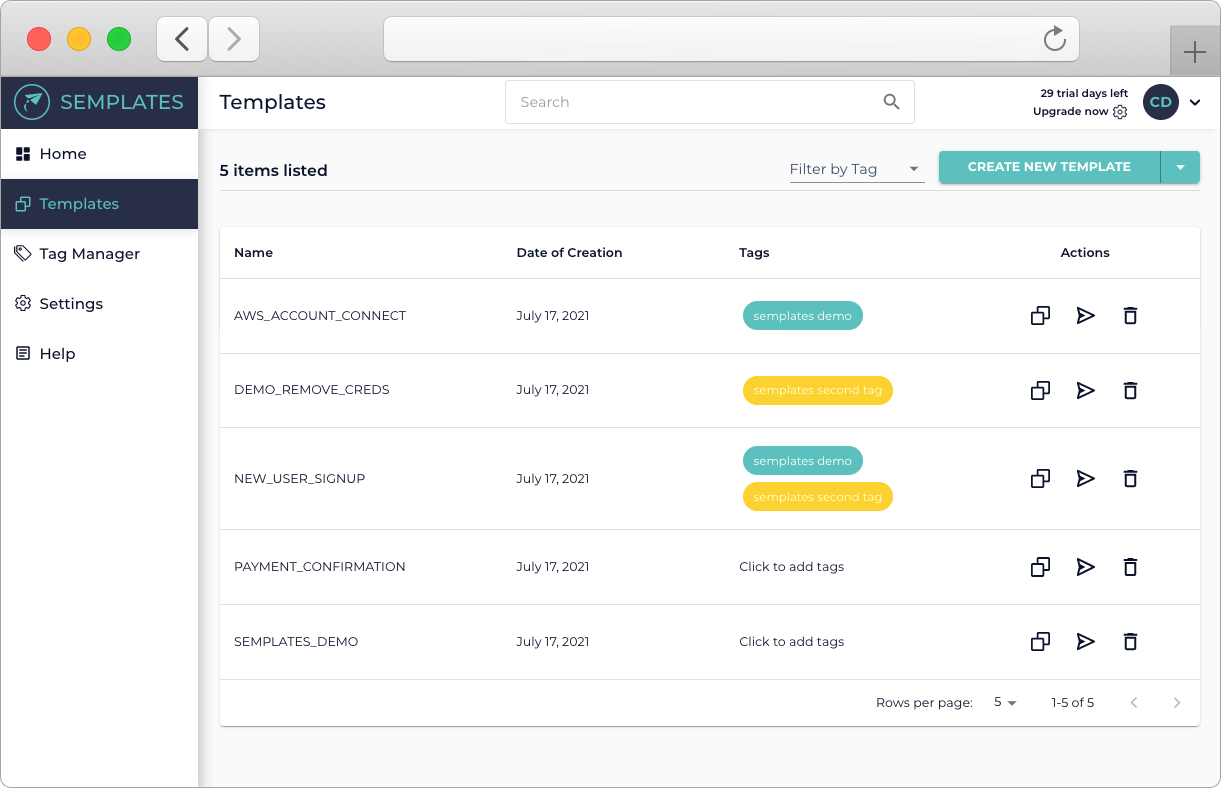 SEMPLATES
Templates
Search
29 trial days left
Upgrade now
CD
Home
Templates
Tag Manager
Settings
Help
5 items listed
Filter by Tag
CREATE NEW TEMPLATE
Name Date of Creation Tags Actions
AWS_ACCOUNT_CONNECT July 17, 2021 semplates demo
DEMO_REMOVE_CREDS July 17, 2021 semplates second tag
NEW_USER_SIGNUP July 17, 2021 semplates demo
semplates second tag
PAYMENT_CONFIRMATION July 17, 2021 Click to add tags
SEMPLATES_DEMO July 17, 2021 Click to add tags
Rows per page: 5 1-5 of 5